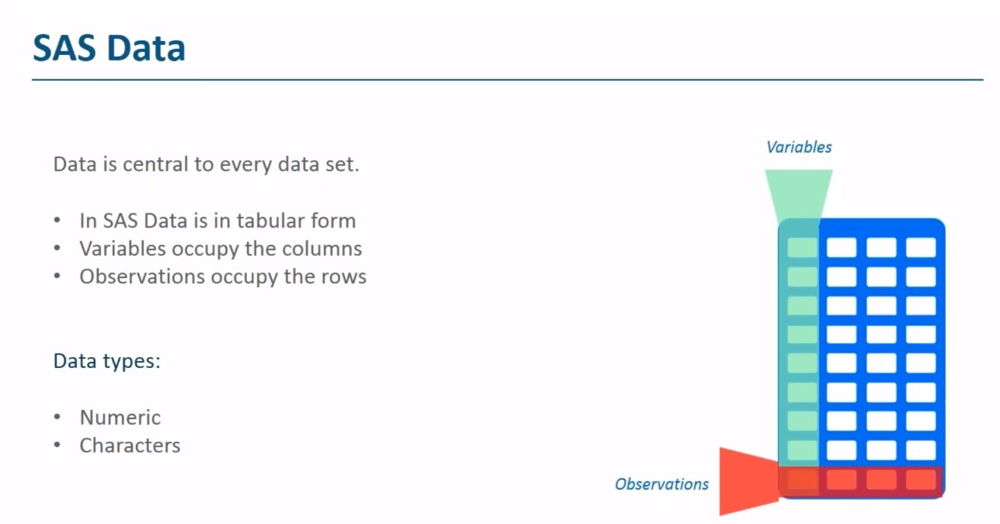 SAS Data
Data is central to every data set.
• In SAS Data is in tabular form
• Variables occupy the columns
• Observations occupy the rows
Data types:
• Numeric
• Characters
Variables
Observations